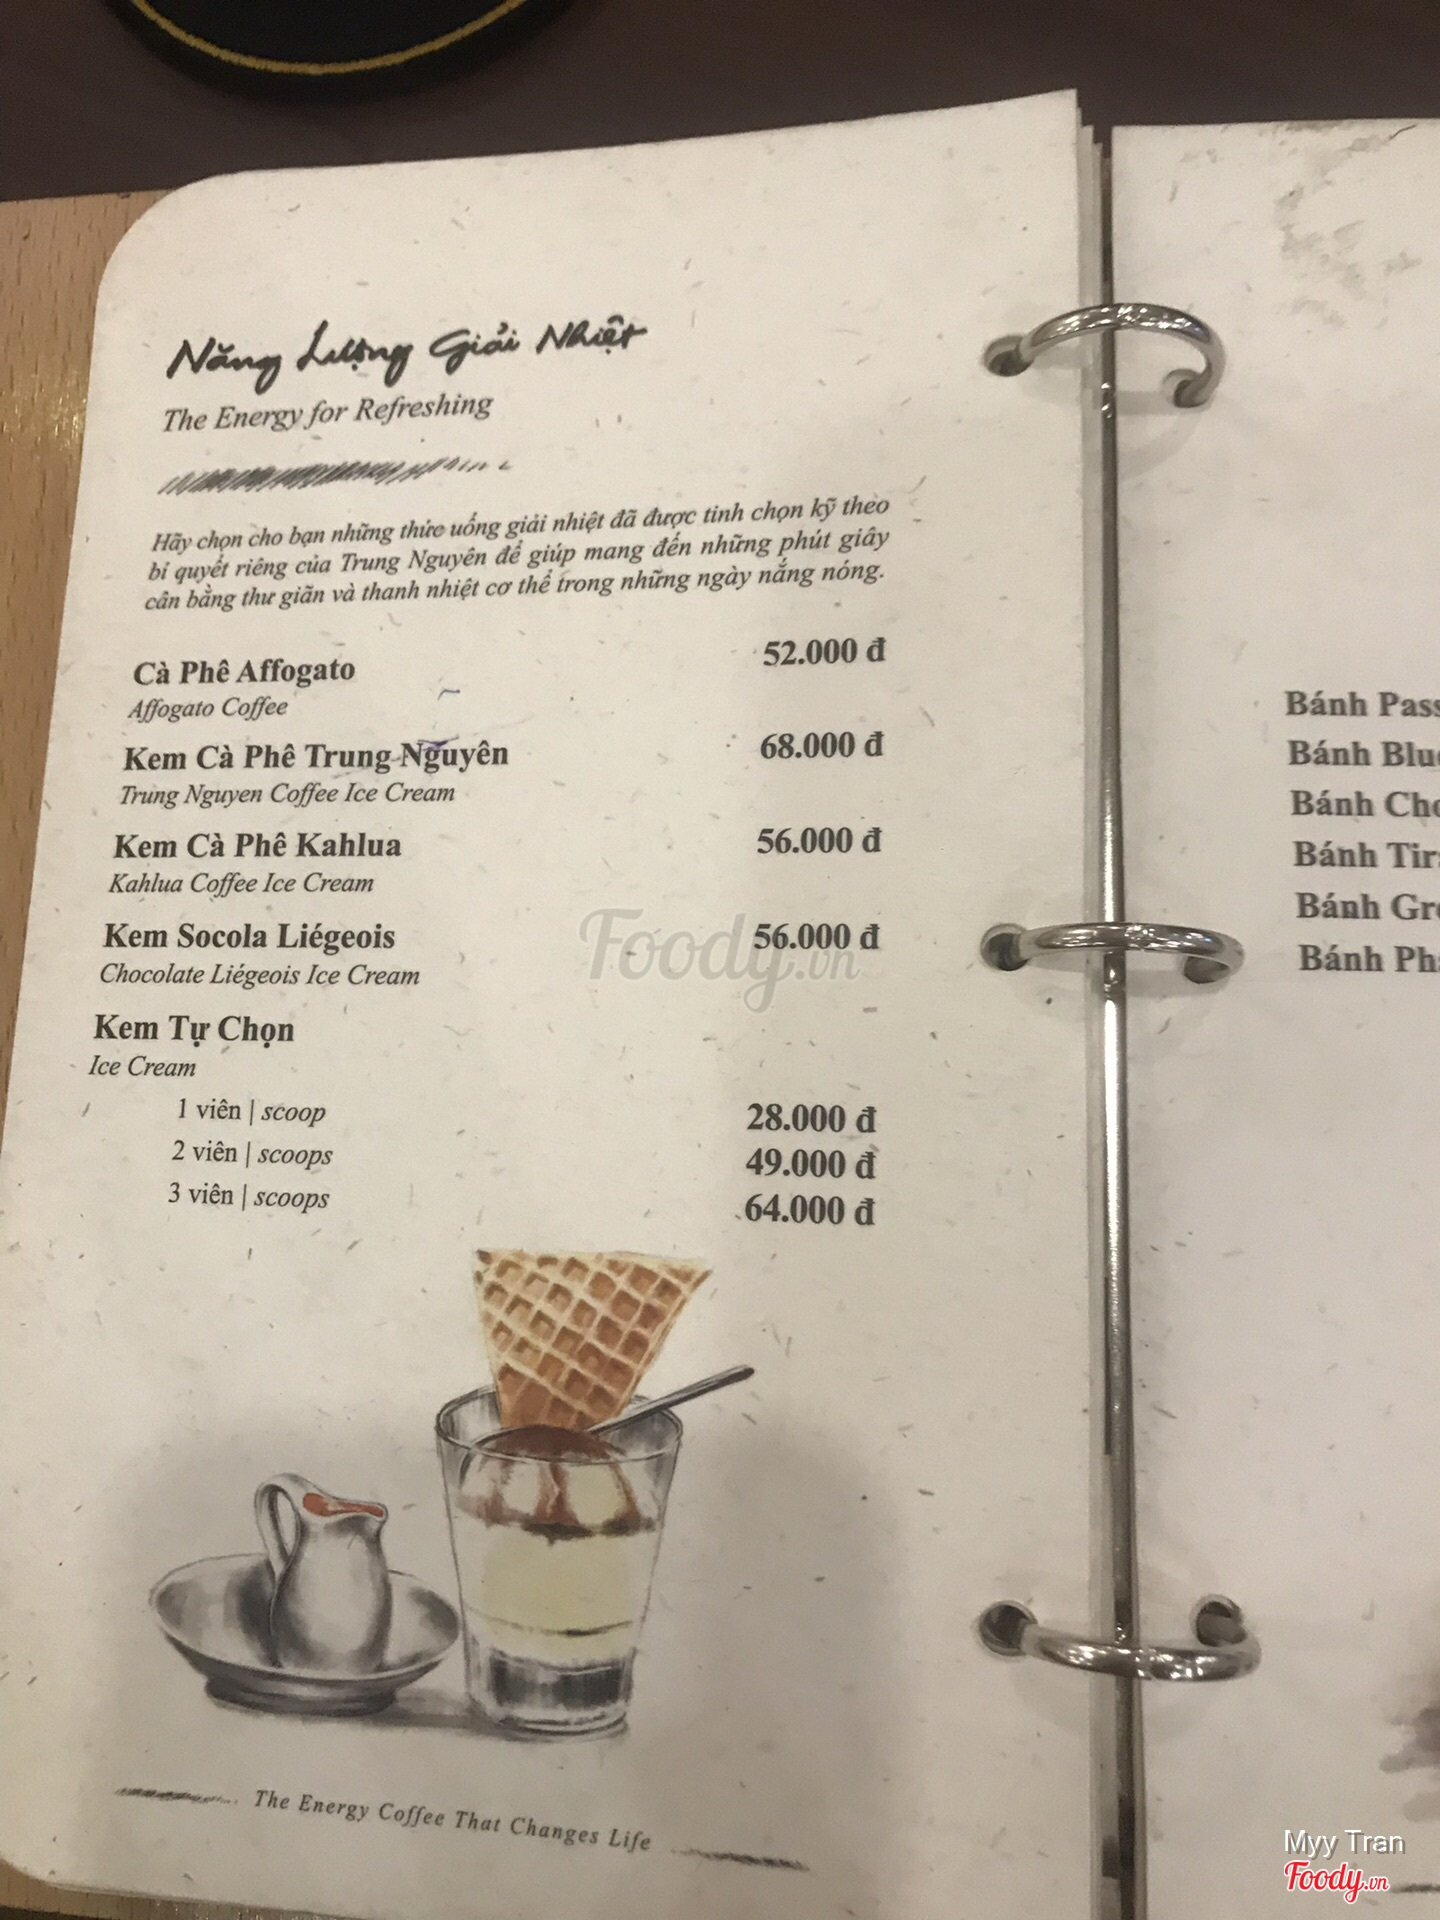 Năng Lượng Giải Nhiệt
The Energy for Refreshing
Hãy chọn cho bạn những thức uống giải nhiệt đã được tinh chọn kỹ theo
bí quyết riêng của Trung Nguyên để giúp mang đến những phút giây
cân bằng thư giãn và thanh nhiệt cơ thể trong những ngày nắng nóng.
Cà Phê Affogato 52.000 đ
Affogato Coffee
Kem Cà Phê Trung Nguyên 68.000 đ
Trung Nguyen Coffee Ice Cream
Kem Cà Phê Kahlua 56.000 đ
Kahlua Coffee Ice Cream
Kem Socola Liégeois 56.000 đ
Chocolate Liégeois Ice Cream
Kem Tự Chọn
Ice Cream
1 viên | scoop 28.000 đ
2 viên | scoops 49.000 đ
3 viên | scoops 64.000 đ
The Energy Coffee That Changes Life
Foody.vn
Bánh
Bánh
Bánh
Bánh
Bánh
Bánh
Myy Tran
Foody.vn